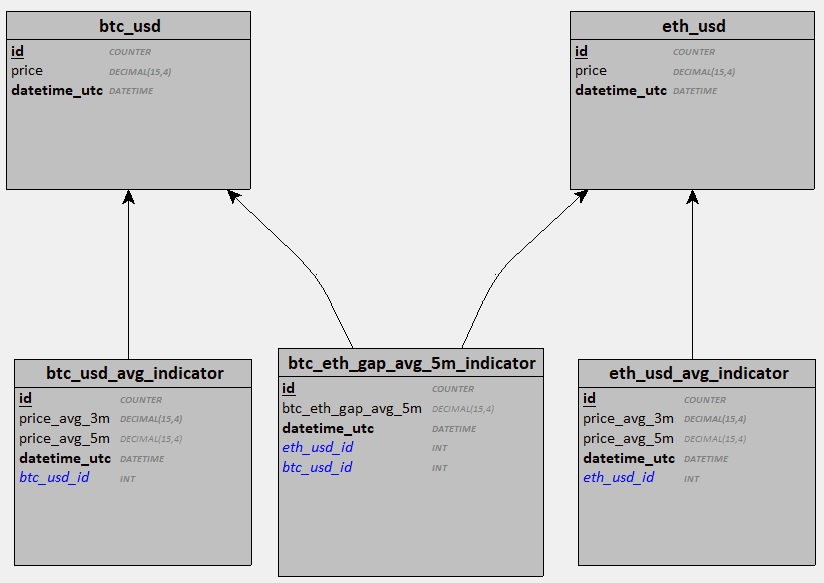 btc_usd
id COUNTER
price DECIMAL(15,4)
datetime_utc DATETIME
eth_usd
id COUNTER
price DECIMAL(15,4)
datetime_utc DATETIME
btc_usd_avg_indicator
id COUNTER
price_avg_3m DECIMAL(15,4)
price_avg_5m DECIMAL(15,4)
datetime_utc DATETIME
btc_usd_id INT
btc_eth_gap_avg_5m_indicator
id COUNTER
btc_eth_gap_avg_5m DECIMAL(15,4)
datetime_utc DATETIME
eth_usd_id INT
btc_usd_id INT
eth_usd_avg_indicator
id COUNTER
price_avg_3m DECIMAL(15,4)
price_avg_5m DECIMAL(15,4)
datetime_utc DATETIME
eth_usd_id INT